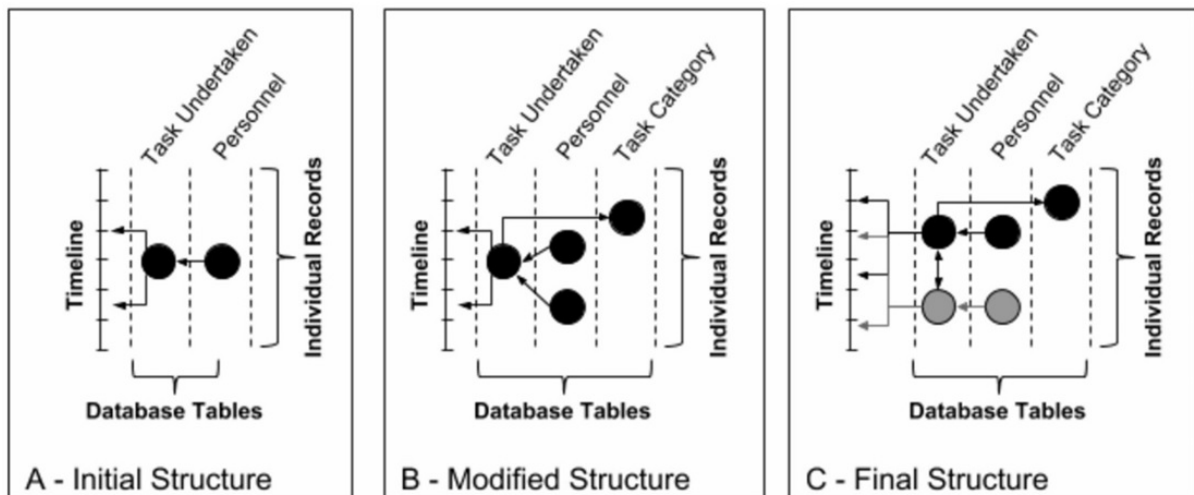 Task Undertaken
Personnel
Timeline
Individual Records
Database Tables
A - Initial Structure
Task Undertaken
Personnel
Task Category
Timeline
Individual Records
Database Tables
B - Modified Structure
Task Undertaken
Personnel
Task Category
Timeline
Individual Records
Database Tables
C - Final Structure